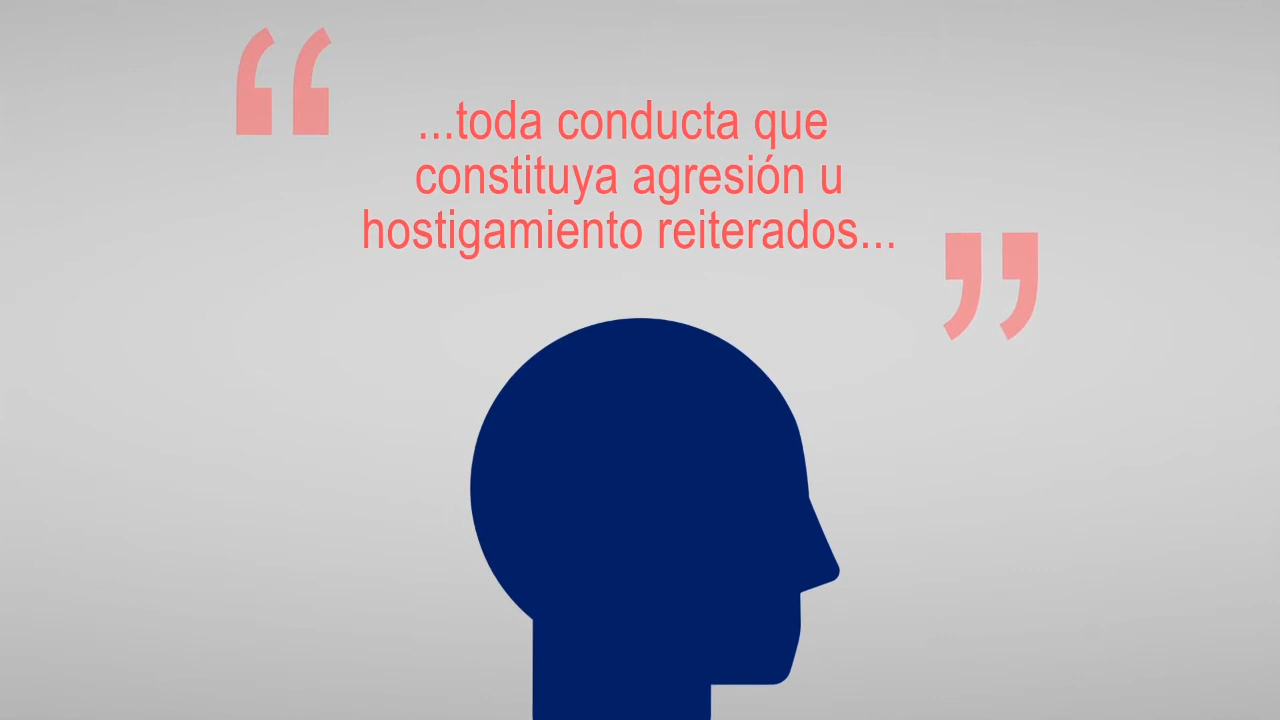 “
...toda conducta que
constituya agresión u
hostigamiento reiterados...
”